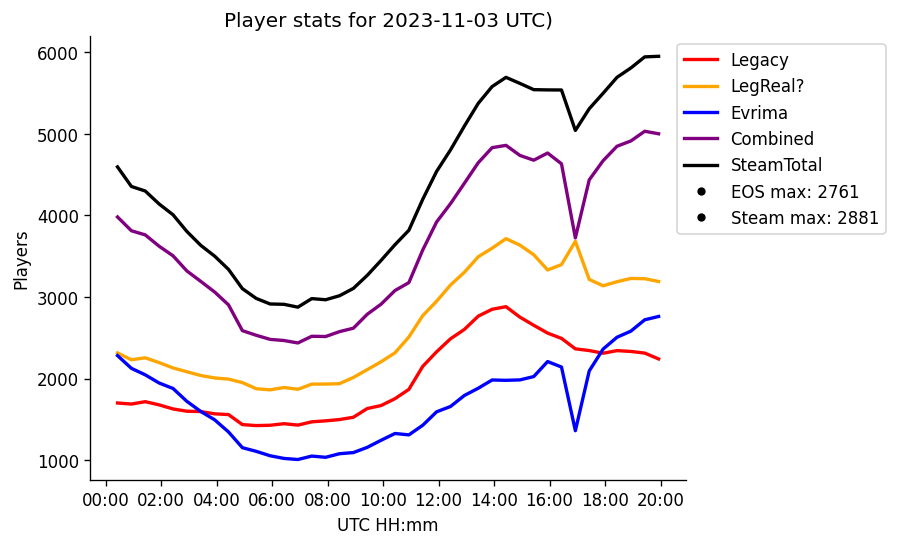 Player stats for 2023-11-03 UTC)
6000
5000
4000
3000
2000
1000
Players
00:00 02:00 04:00 06:00 08:00 10:00 12:00 14:00 16:00 18:00 20:00
UTC HH:mm
Legacy
LegReal?
Evrima
Combined
SteamTotal
EOS max: 2761
Steam max: 2881